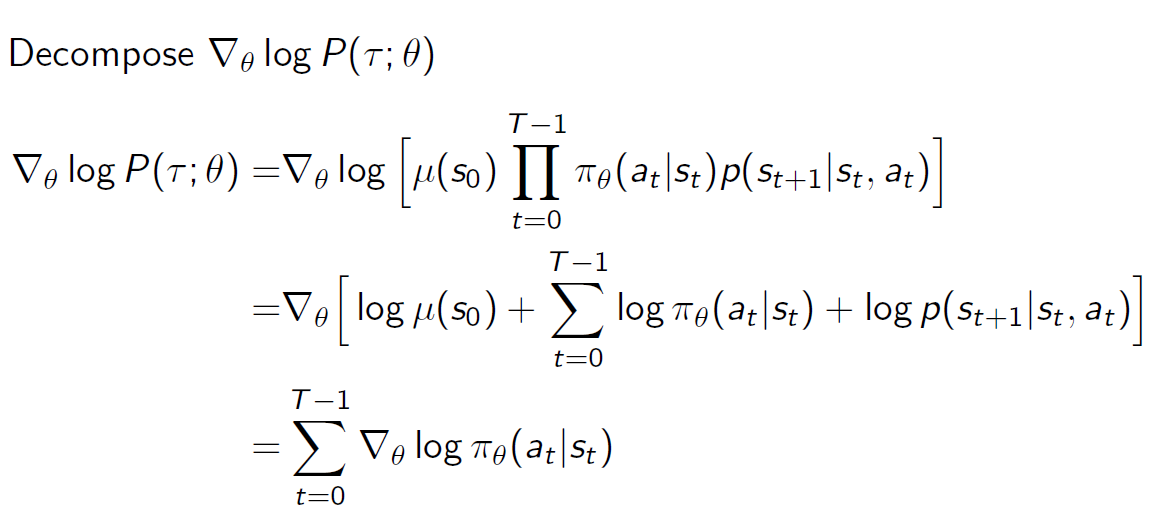 Decompose ∇_θ log P(τ; θ)
∇_θ log P(τ; θ) = ∇_θ log [ μ(s_0) ∏_{t=0}^{T−1} π_θ(a_t|s_t) p(s_{t+1}|s_t, a_t) ]
= ∇_θ [ log μ(s_0) + ∑_{t=0}^{T−1} log π_θ(a_t|s_t) + log p(s_{t+1}|s_t, a_t) ]
= ∑_{t=0}^{T−1} ∇_θ log π_θ(a_t|s_t)